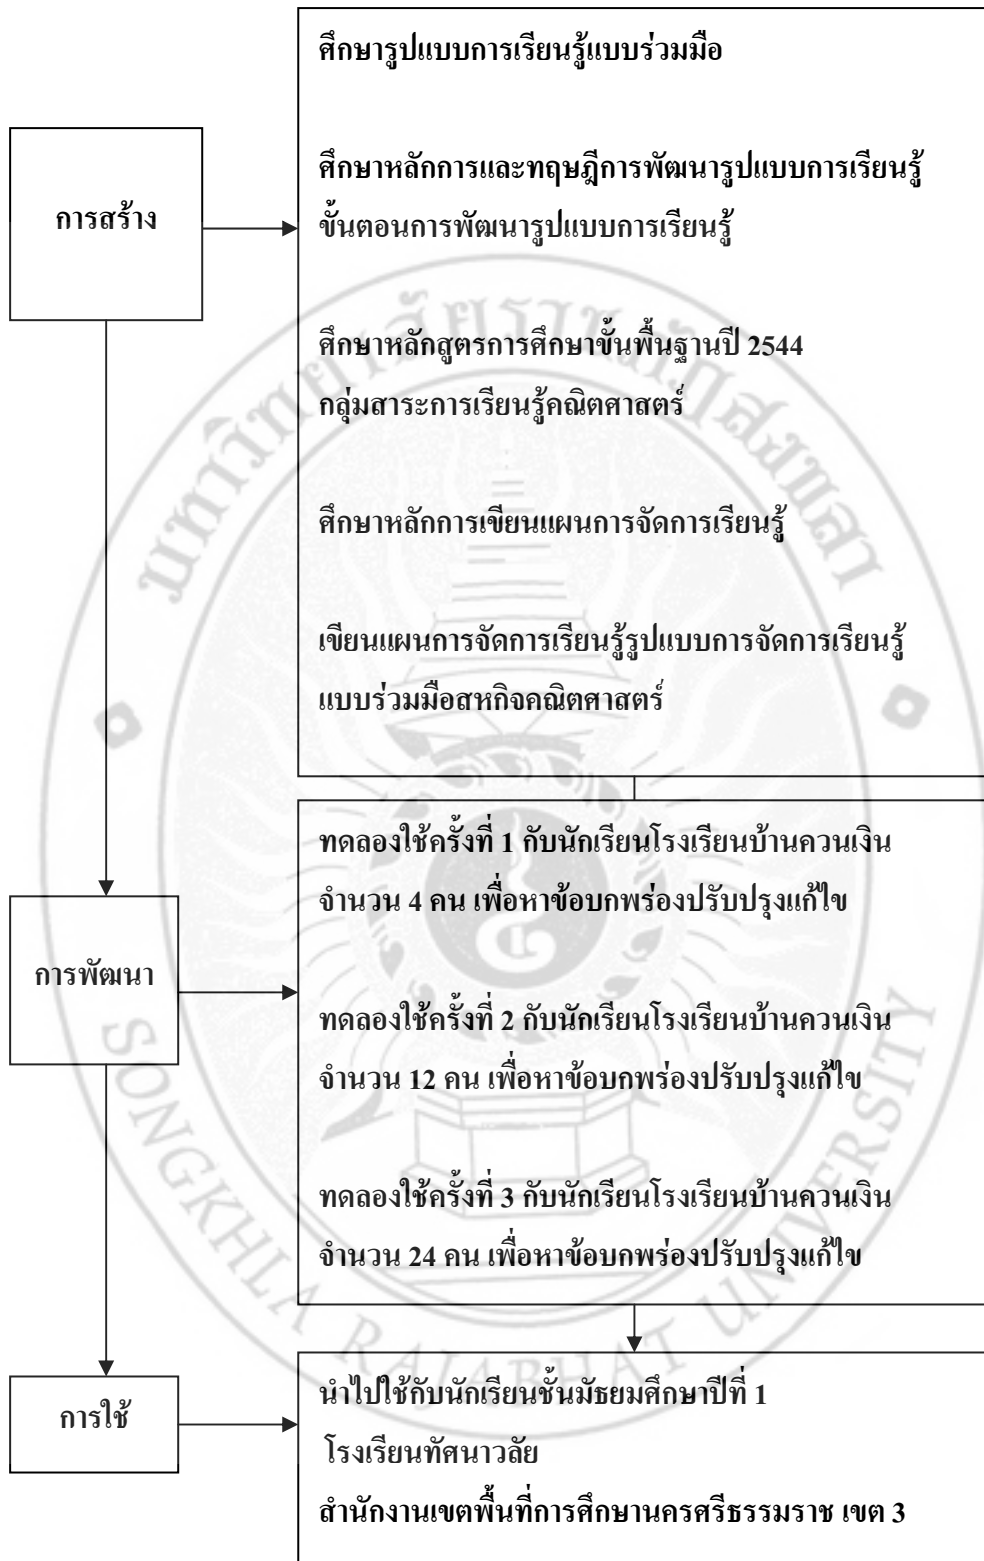 ศึกษารูปแบบการเรียนรู้แบบร่วมมือ
การสร้าง
ศึกษาหลักการและทฤษฎีการพัฒนารูปแบบการเรียนรู้
ขั้นตอนการพัฒนารูปแบบการเรียนรู้
ศึกษาหลักสูตรการศึกษาขั้นพื้นฐานปี 2544
กลุ่มสาระการเรียนรู้คณิตศาสตร์
ศึกษาหลักการเขียนแผนการจัดการเรียนรู้
เขียนแผนการจัดการเรียนรู้รูปแบบการจัดการเรียนรู้
แบบร่วมมือสหกิจคณิตศาสตร์
การพัฒนา
ทดลองใช้ครั้งที่ 1 กับนักเรียนโรงเรียนบ้านควนเงิน
จำนวน 4 คน เพื่อหาข้อบกพร่องปรับปรุงแก้ไข
ทดลองใช้ครั้งที่ 2 กับนักเรียนโรงเรียนบ้านควนเงิน
จำนวน 12 คน เพื่อหาข้อบกพร่องปรับปรุงแก้ไข
ทดลองใช้ครั้งที่ 3 กับนักเรียนโรงเรียนบ้านควนเงิน
จำนวน 24 คน เพื่อหาข้อบกพร่องปรับปรุงแก้ไข
การใช้
นำไปใช้กับนักเรียนชั้นมัธยมศึกษาปีที่ 1
โรงเรียนทัศนาวลัย
สำนักงานเขตพื้นที่การศึกษานครศรีธรรมราช เขต 3
มหาวิทยาลัยราชภัฏสงขลา
SONGKHLA RAJABHAT UNIVERSITY